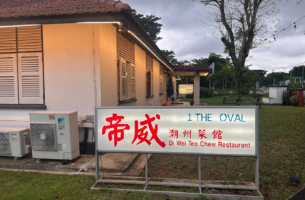 1 THE OVAL
帝威
潮州菜館
Di Wei Teo Chew Restaurant